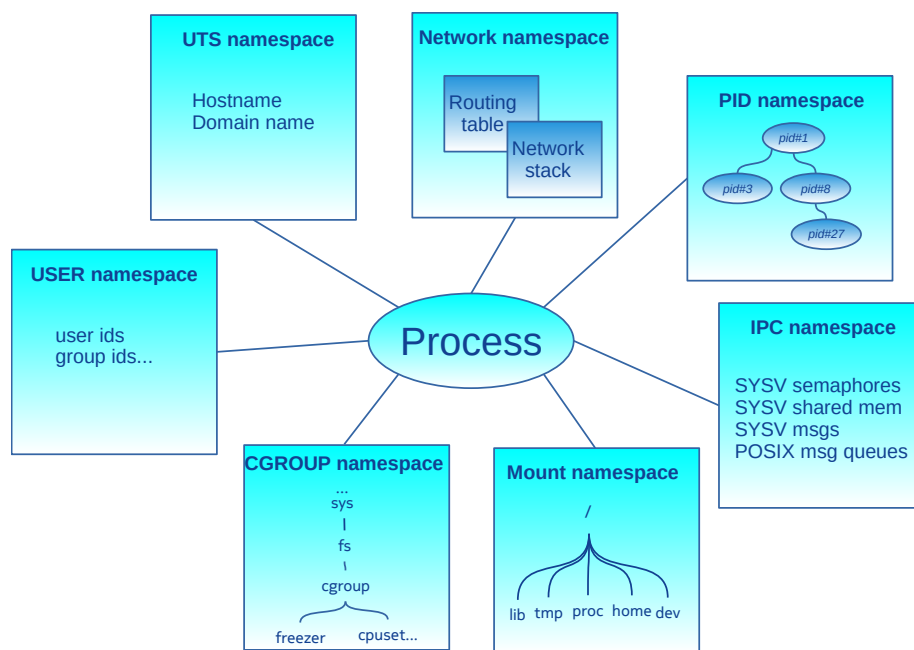 UTS namespace
Hostname
Domain name
Network namespace
Routing
table
Network
stack
PID namespace
pid#1
pid#3
pid#8
pid#27
USER namespace
user ids
group ids...
Process
IPC namespace
SYSV semaphores
SYSV shared mem
SYSV msgs
POSIX msg queues
CGROUP namespace
...
sys
fs
cgroup
freezer
cpuset...
Mount namespace
/
lib
tmp
proc
home
dev